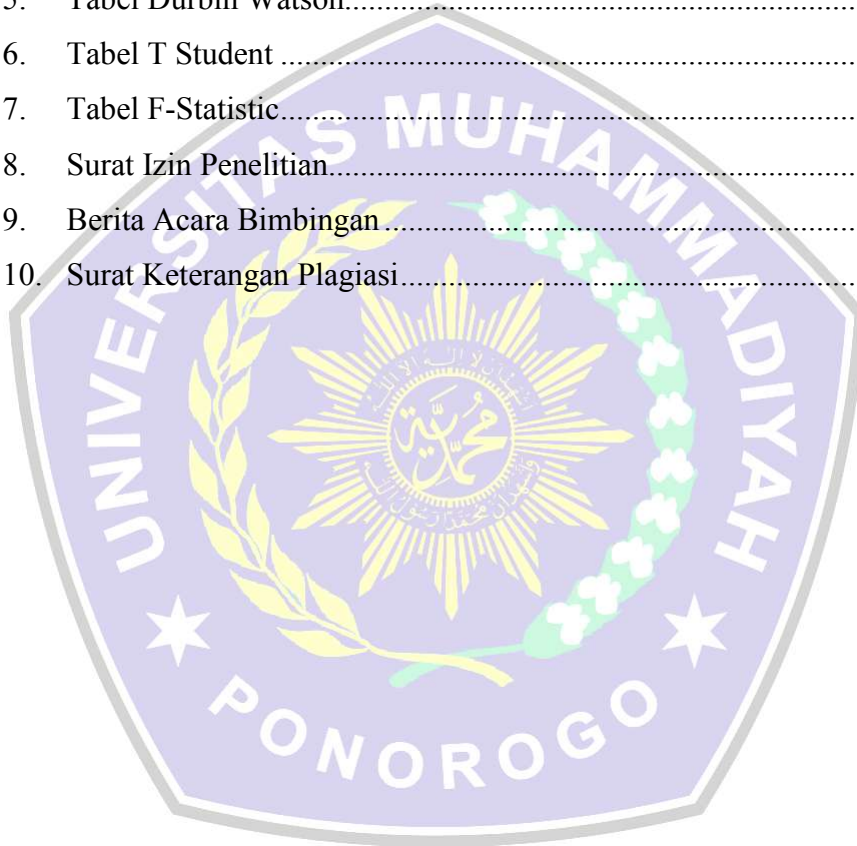 5. Tabel Durbin Watson..........................................................................
6. Tabel T Student ..................................................................................
7. Tabel F-Statistic..................................................................................
8. Surat Izin Penelitian............................................................................
9. Berita Acara Bimbingan .....................................................................
10. Surat Keterangan Plagiasi...................................................................
UNIVERSITAS MUHAMMADIYAH
PONOROGO
محمدية